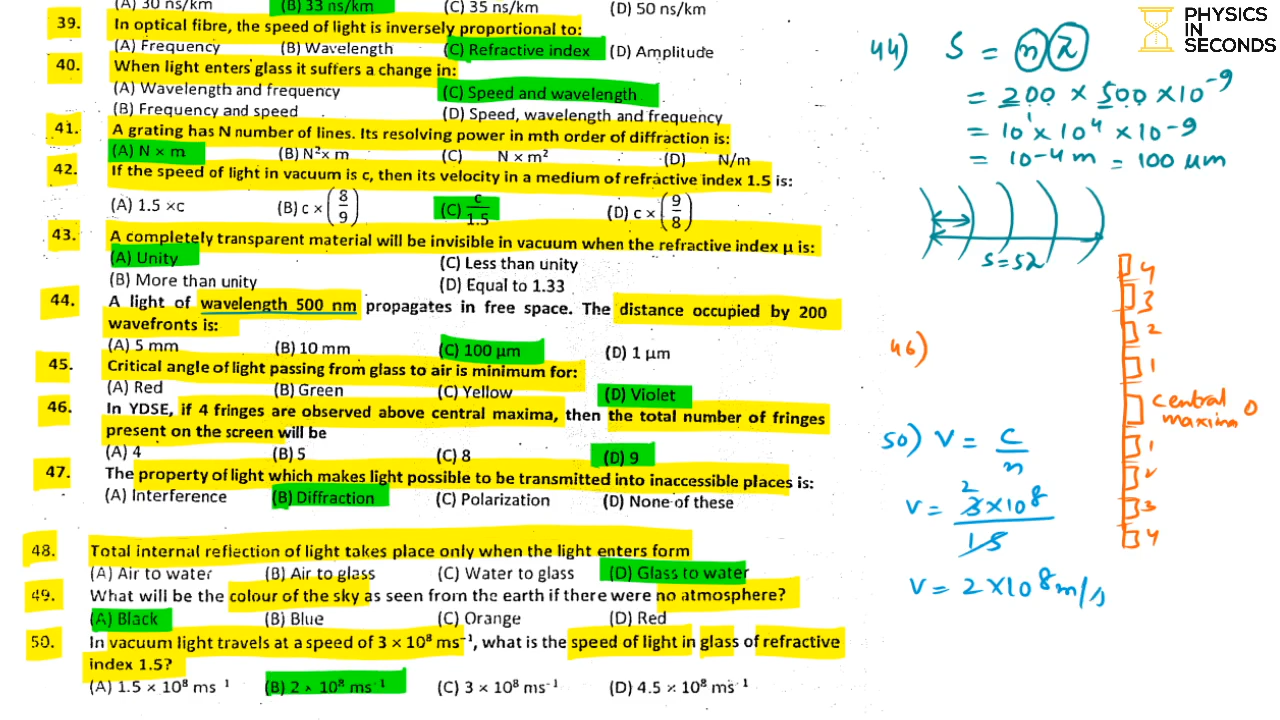 (A) 30 ns/km (B) 33 ns/km (C) 35 ns/km (D) 50 ns/km
39. In optical fibre, the speed of light is inversely proportional to:
(A) Frequency (B) Wavelength (C) Refractive index (D) Amplitude
40. When light enters glass it suffers a change in:
(A) Wavelength and frequency (C) Speed and wavelength
(B) Frequency and speed (D) Speed, wavelength and frequency
41. A grating has N number of lines. Its resolving power in mth order of diffraction is:
(A) N × m (B) N²× m (C) N × m² (D) N/m
42. If the speed of light in vacuum is c, then its velocity in a medium of refractive index 1.5 is:
(A) 1.5 ×c (B) c × (8/9) (C) c/1.5 (D) c × (9/8)
43. A completely transparent material will be invisible in vacuum when the refractive index μ is:
(A) Unity (C) Less than unity
(B) More than unity (D) Equal to 1.33
44. A light of wavelength 500 nm propagates in free space. The distance occupied by 200
wavefronts is:
(A) 5 mm (B) 10 mm (C) 100 μm (D) 1 μm
45. Critical angle of light passing from glass to air is minimum for:
(A) Red (B) Green (C) Yellow (D) Violet
46. In YDSE, if 4 fringes are observed above central maxima, then the total number of fringes
present on the screen will be
(A) 4 (B) 5 (C) 8 (D) 9
47. The property of light which makes light possible to be transmitted into inaccessible places is:
(A) Interference (B) Diffraction (C) Polarization (D) None of these
48. Total internal reflection of light takes place only when the light enters form
(A) Air to water (B) Air to glass (C) Water to glass (D) Glass to water
49. What will be the colour of the sky as seen from the earth if there were no atmosphere?
(A) Black (B) Blue (C) Orange (D) Red
50. In vacuum light travels at a speed of 3 × 10⁸ ms⁻¹, what is the speed of light in glass of refractive
index 1.5?
(A) 1.5 × 10⁸ ms⁻¹ (B) 2 × 10⁸ ms⁻¹ (C) 3 × 10⁸ ms⁻¹ (D) 4.5 × 10⁸ ms⁻¹
PHYSICS
IN
SECONDS
44) S = n λ
= 200 × 500 × 10⁻⁹
= 10¹ × 10⁴ × 10⁻⁹
= 10⁻⁴ m = 100 μm
S = 5λ
46)
4
3
2
1
central 0
maxima
1
2
3
4
50) V = c/n
V = 3×10⁸/1.5
2
V = 2 × 10⁸ m/s